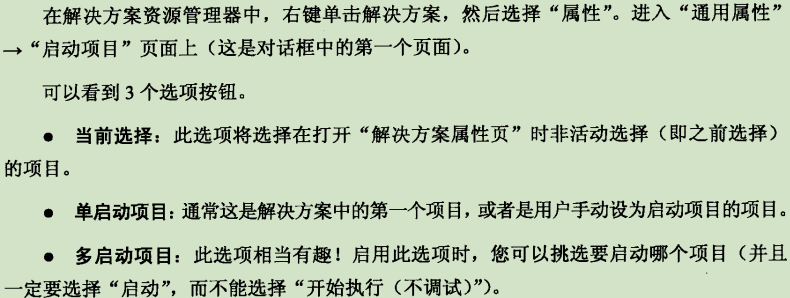 在解决方案资源管理器中，右键单击解决方案，然后选择“属性”。进入“通用属性”
→“启动项目”页面上（这是对话框中的第一个页面）。
可以看到 3 个选项按钮。
● 当前选择：此选项将选择在打开“解决方案属性页”时非活动选择（即之前选择）
的项目。
● 单启动项目：通常这是解决方案中的第一个项目，或者是用户手动设为启动项目的项目。
● 多启动项目：此选项相当有趣！启用此选项时，您可以挑选要启动哪个项目（并且
一定要选择“启动”，而不能选择“开始执行（不调试）”）。